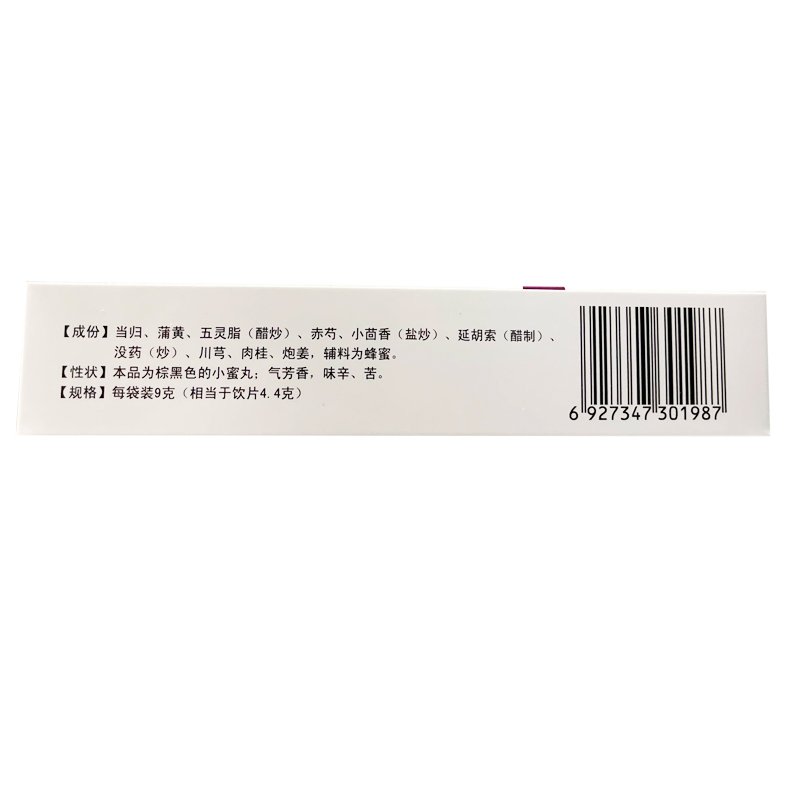 【成份】当归、蒲黄、五灵脂（醋炒）、赤芍、小茴香（盐炒）、延胡索（醋制）、
没药（炒）、川芎、肉桂、炮姜，辅料为蜂蜜。
【性状】本品为棕黑色的小蜜丸；气芳香，味辛、苦。
【规格】每袋装9克（相当于饮片4.4克）
6 927347 301987